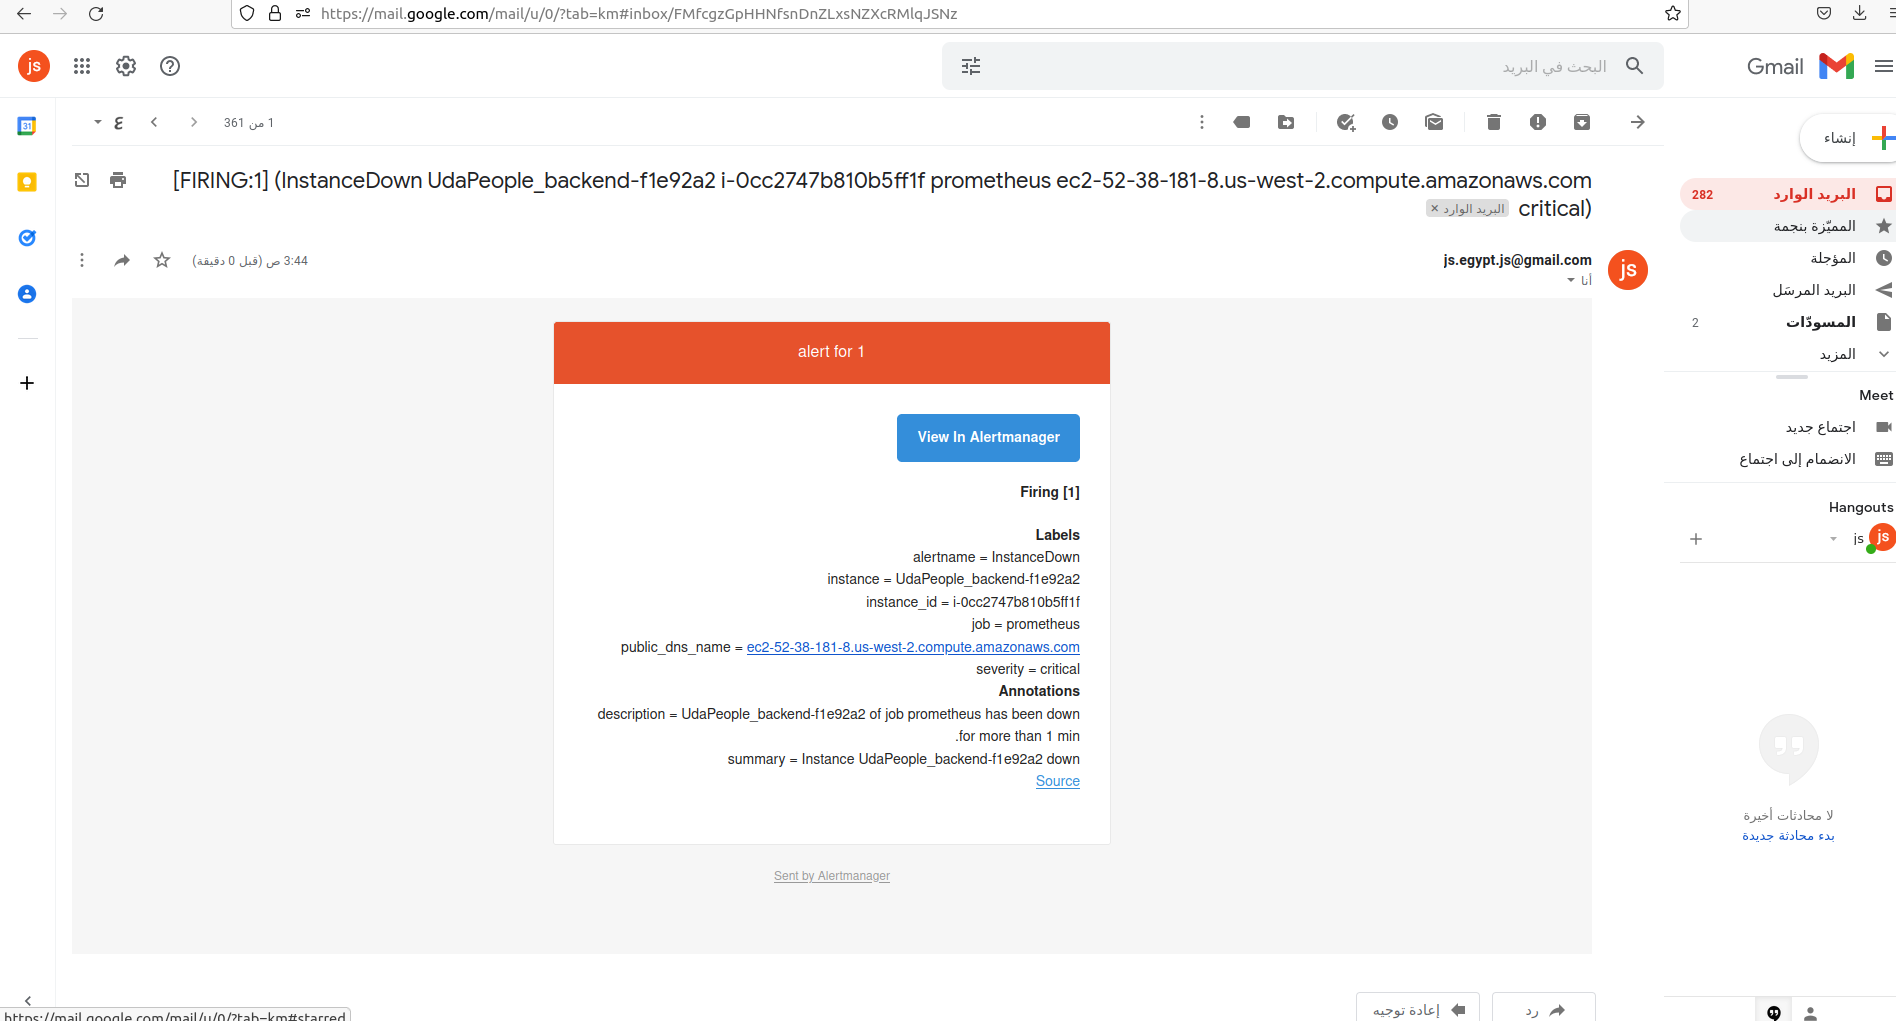 https://mail.google.com/mail/u/0/?tab=km#inbox/FMfcgzGpHHNfsnDnZLxsNZXcRMlqJSNz
js
البحث في البريد
Gmail
ع
1 من 361
إنشاء
[FIRING:1] (InstanceDown UdaPeople_backend-f1e92a2 i-0cc2747b810b5ff1f prometheus ec2-52-38-181-8.us-west-2.compute.amazonaws.com
critical)
البريد الوارد ×
البريد الوارد
282
المميّزة بنجمة
المؤجلة
البريد المرسَل
المسودّات
2
المزيد
js.egypt.js@gmail.com
أنا
js
3:44 ص (قبل 0 دقيقة)
31
alert for 1
View In Alertmanager
Firing [1]
Labels
alertname = InstanceDown
instance = UdaPeople_backend-f1e92a2
instance_id = i-0cc2747b810b5ff1f
job = prometheus
public_dns_name = ec2-52-38-181-8.us-west-2.compute.amazonaws.com
severity = critical
Annotations
description = UdaPeople_backend-f1e92a2 of job prometheus has been down
.for more than 1 min
summary = Instance UdaPeople_backend-f1e92a2 down
Source
Sent by Alertmanager
Meet
اجتماع جديد
الانضمام إلى اجتماع
Hangouts
js
js
لا محادثات أخيرة
بدء محادثة جديدة
رد
إعادة توجيه
https://mail.google.com/mail/u/0/?tab=km#starred